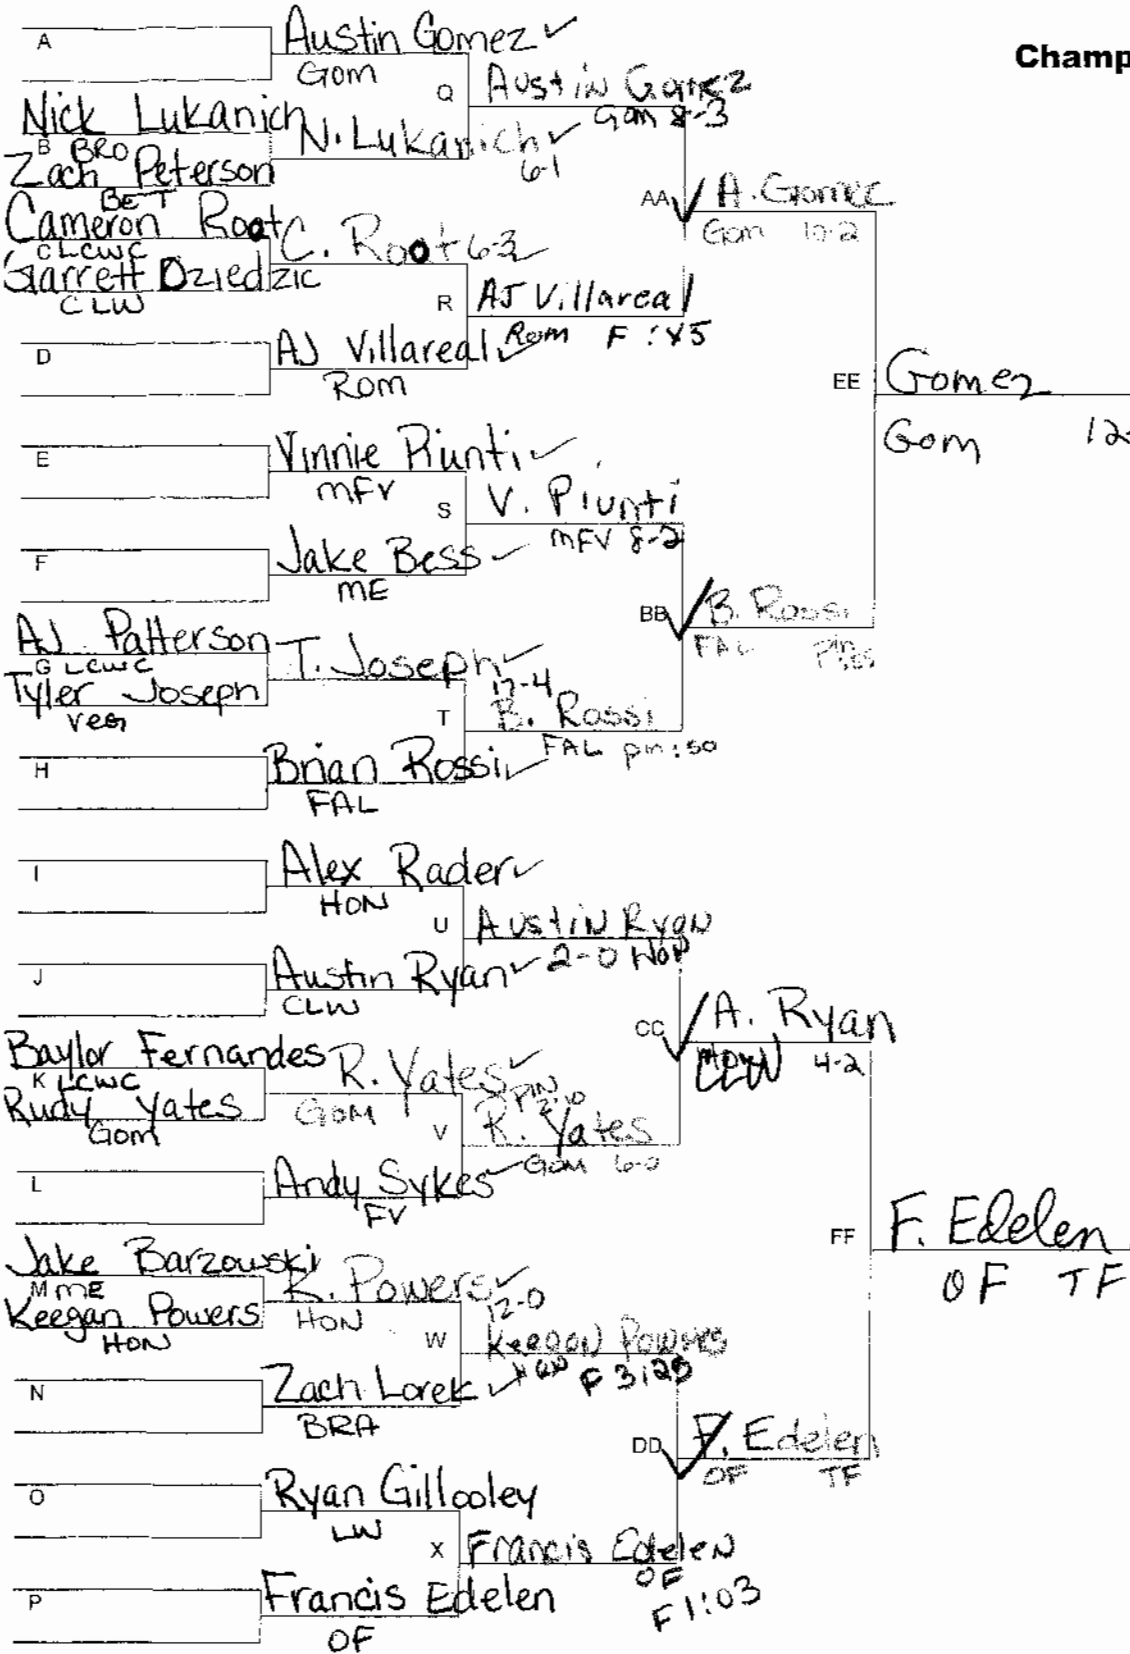 Champ
A
Austin Gomez ✓
Gom
Q
Austin Gomez
Gom 8-3
Nick Lukanich
B BRO
Zach Peterson
BET
N. Lukanich ✓
6-1
AA
A. Gomez
Gom 10-2
Cameron Root
C LCWC
Garrett Dziedzic
CLW
C. Root 6-3
R
AJ Villareal
Rom F :45
D
AJ Villareal ✓
Rom
EE
Gomez
Gom 12-
E
Vinnie Piunti ✓
MFV
S
V. Piunti
MFV 8-2
F
Jake Bess ✓
ME
BB
B. Rossi
FAL Pin
AJ Patterson
G LCWC
Tyler Joseph
VEG
T. Joseph ✓
17-4
T
B. Rossi
FAL pin :50
H
Brian Rossi ✓
FAL
I
Alex Rader ✓
HON
U
Austin Ryan
2-0
J
Austin Ryan ✓
CLW
CC
A. Ryan
CLW 4-2
Baylor Fernandes
K LCWC
Rudy Yates
Gom
R. Yates ✓
GOM PIN
V
R. Yates
Gom 6-0
L
Andy Sykes
FV
FF
F. Edelen
OF TF
Jake Barzowski
M ME
Keegan Powers
HON
K. Powers ✓
HON 12-0
W
Keegan Powers
HON F 3:25
N
Zach Lorek ✓
BRA
DD
F. Edelen
OF TF
O
Ryan Gillooley
LW
X
Francis Edelen
OF
F 1:03
P
Francis Edelen
OF